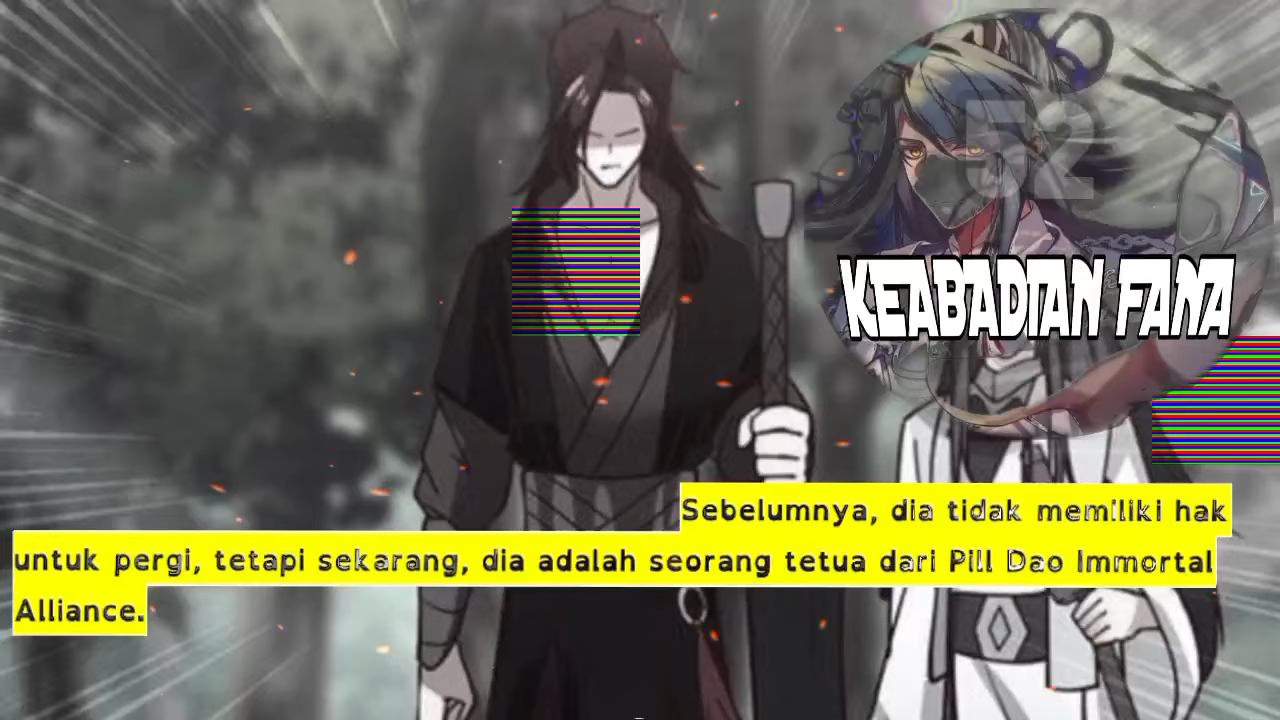 52
KEABADIAN FANA
Sebelumnya, dia tidak memiliki hak
untuk pergi, tetapi sekarang, dia adalah seorang tetua dari Pill Dao Immortal
Alliance.